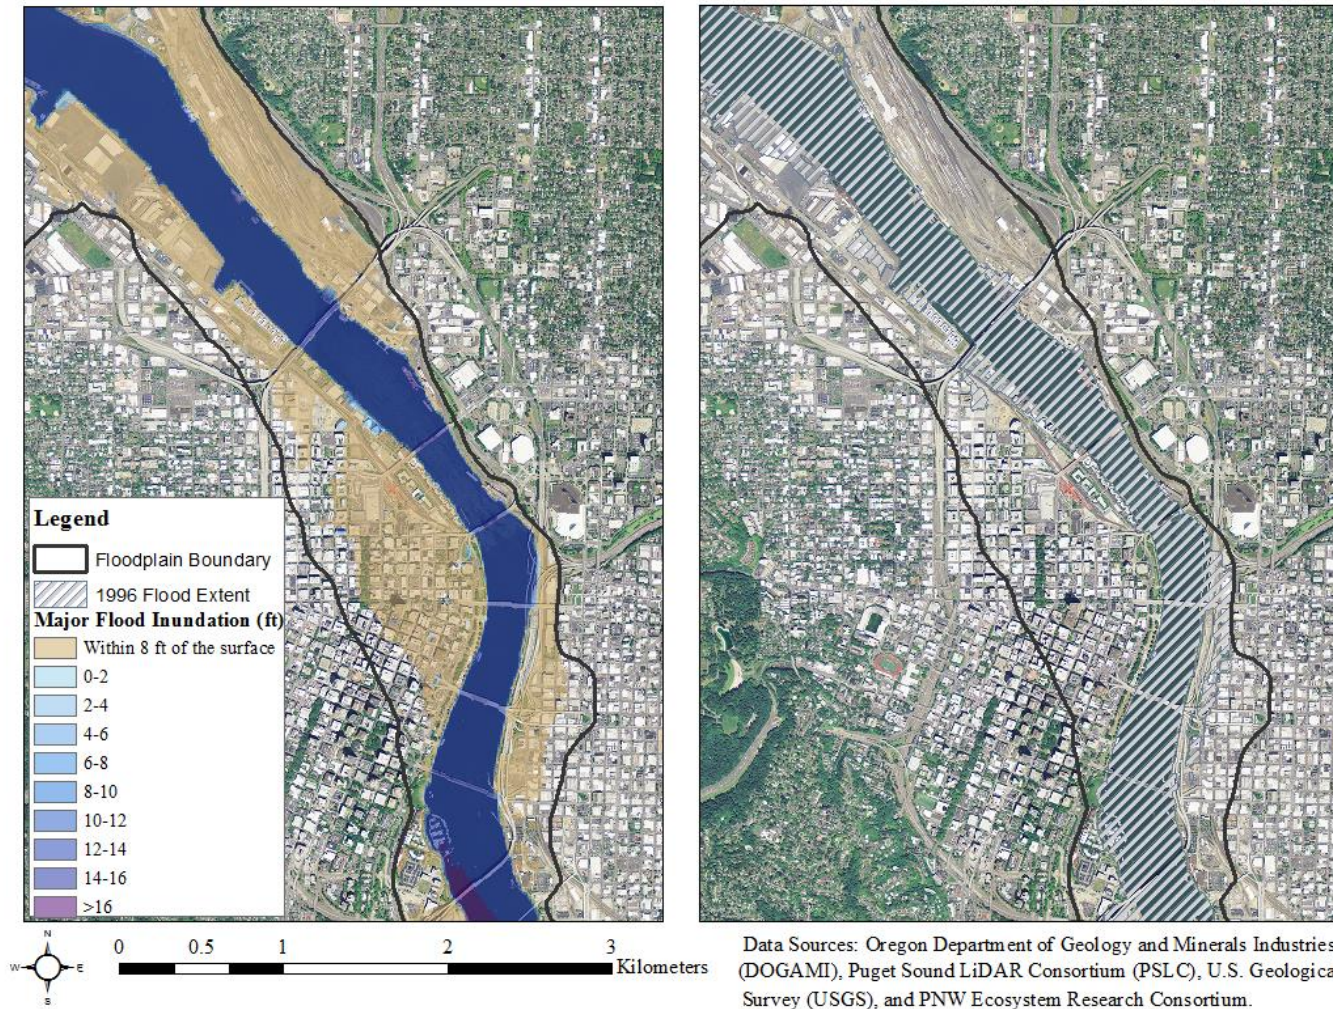 Legend
Floodplain Boundary
1996 Flood Extent
Major Flood Inundation (ft)
Within 8 ft of the surface
0-2
2-4
4-6
6-8
8-10
10-12
12-14
14-16
>16
N
W E
S
0 0.5 1 2 3
Kilometers
Data Sources: Oregon Department of Geology and Minerals Industries
(DOGAMI), Puget Sound LiDAR Consortium (PSLC), U.S. Geologica
Survey (USGS), and PNW Ecosystem Research Consortium.